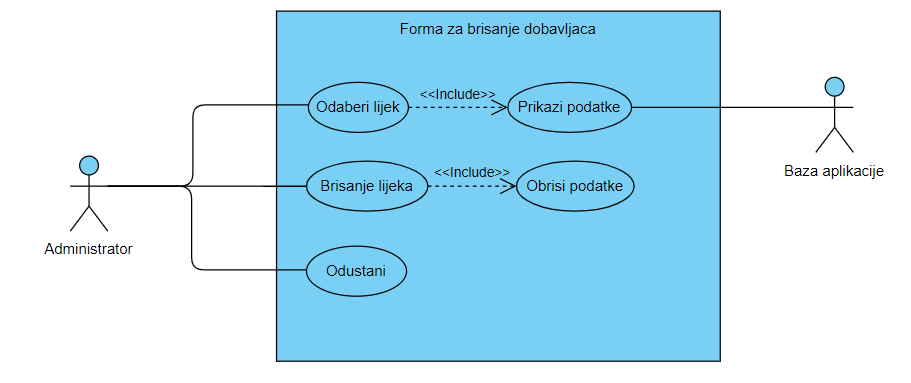 Forma za brisanje dobavljaca
<<Include>>
Odaberi lijek
Prikazi podatke
Baza aplikacije
<<Include>>
Brisanje lijeka
Obrisi podatke
Administrator
Odustani